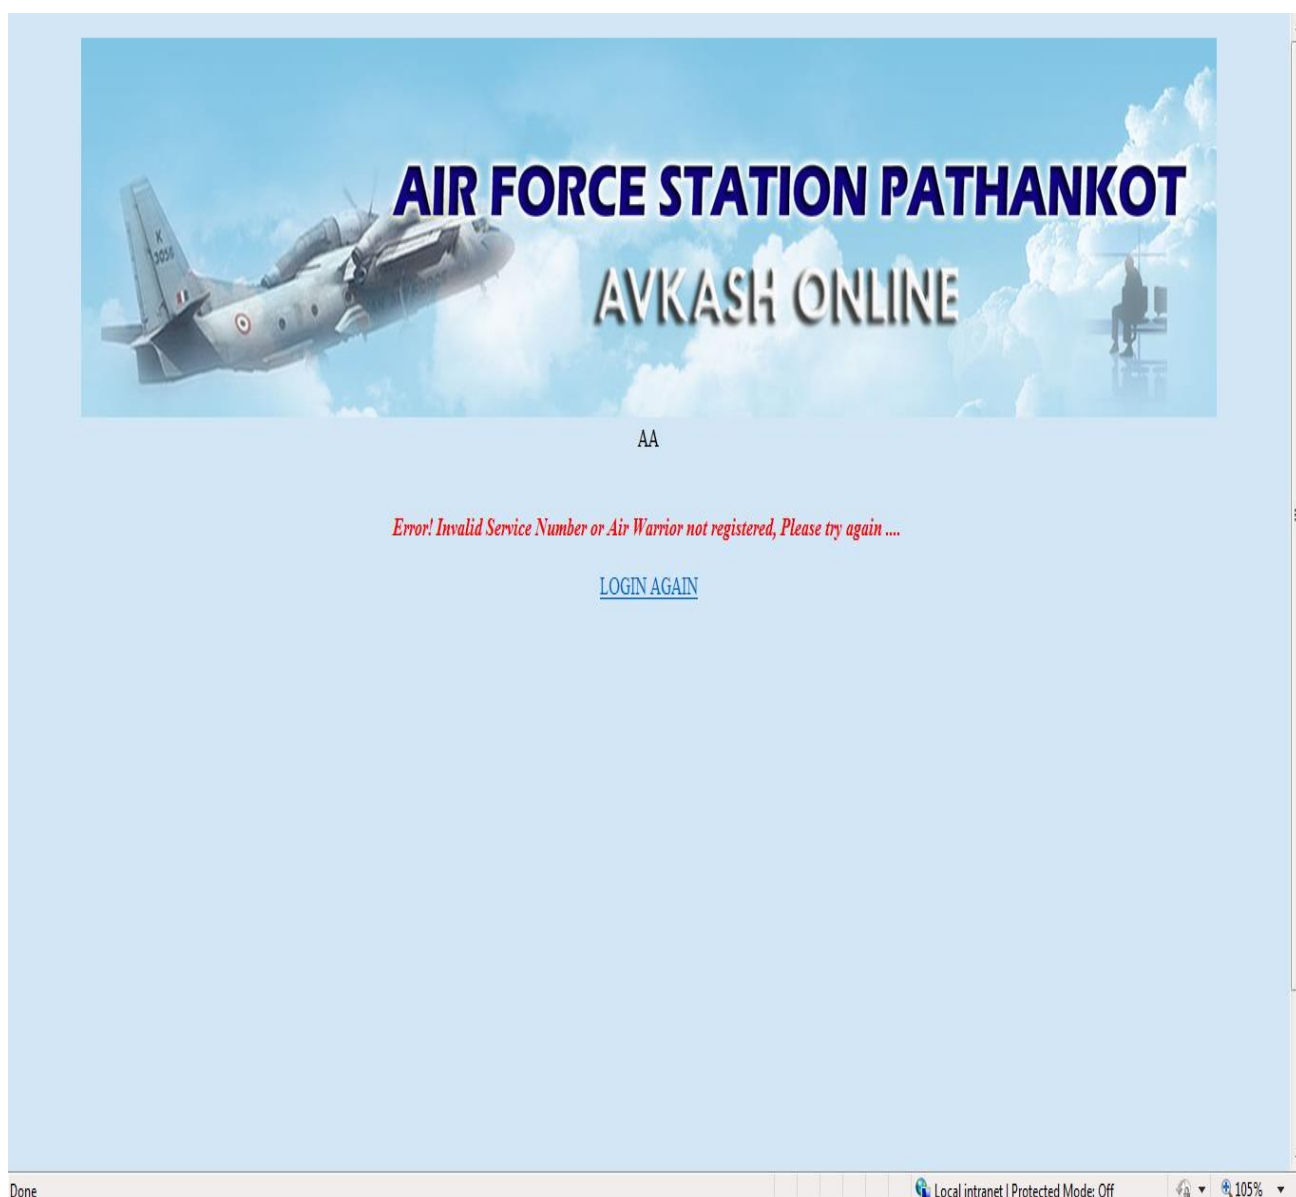 AIR FORCE STATION PATHANKOT
AVKASH ONLINE
K
3056
AA
Error! Invalid Service Number or Air Warrior not registered, Please try again ....
LOGIN AGAIN
Done
Local intranet | Protected Mode: Off
105%